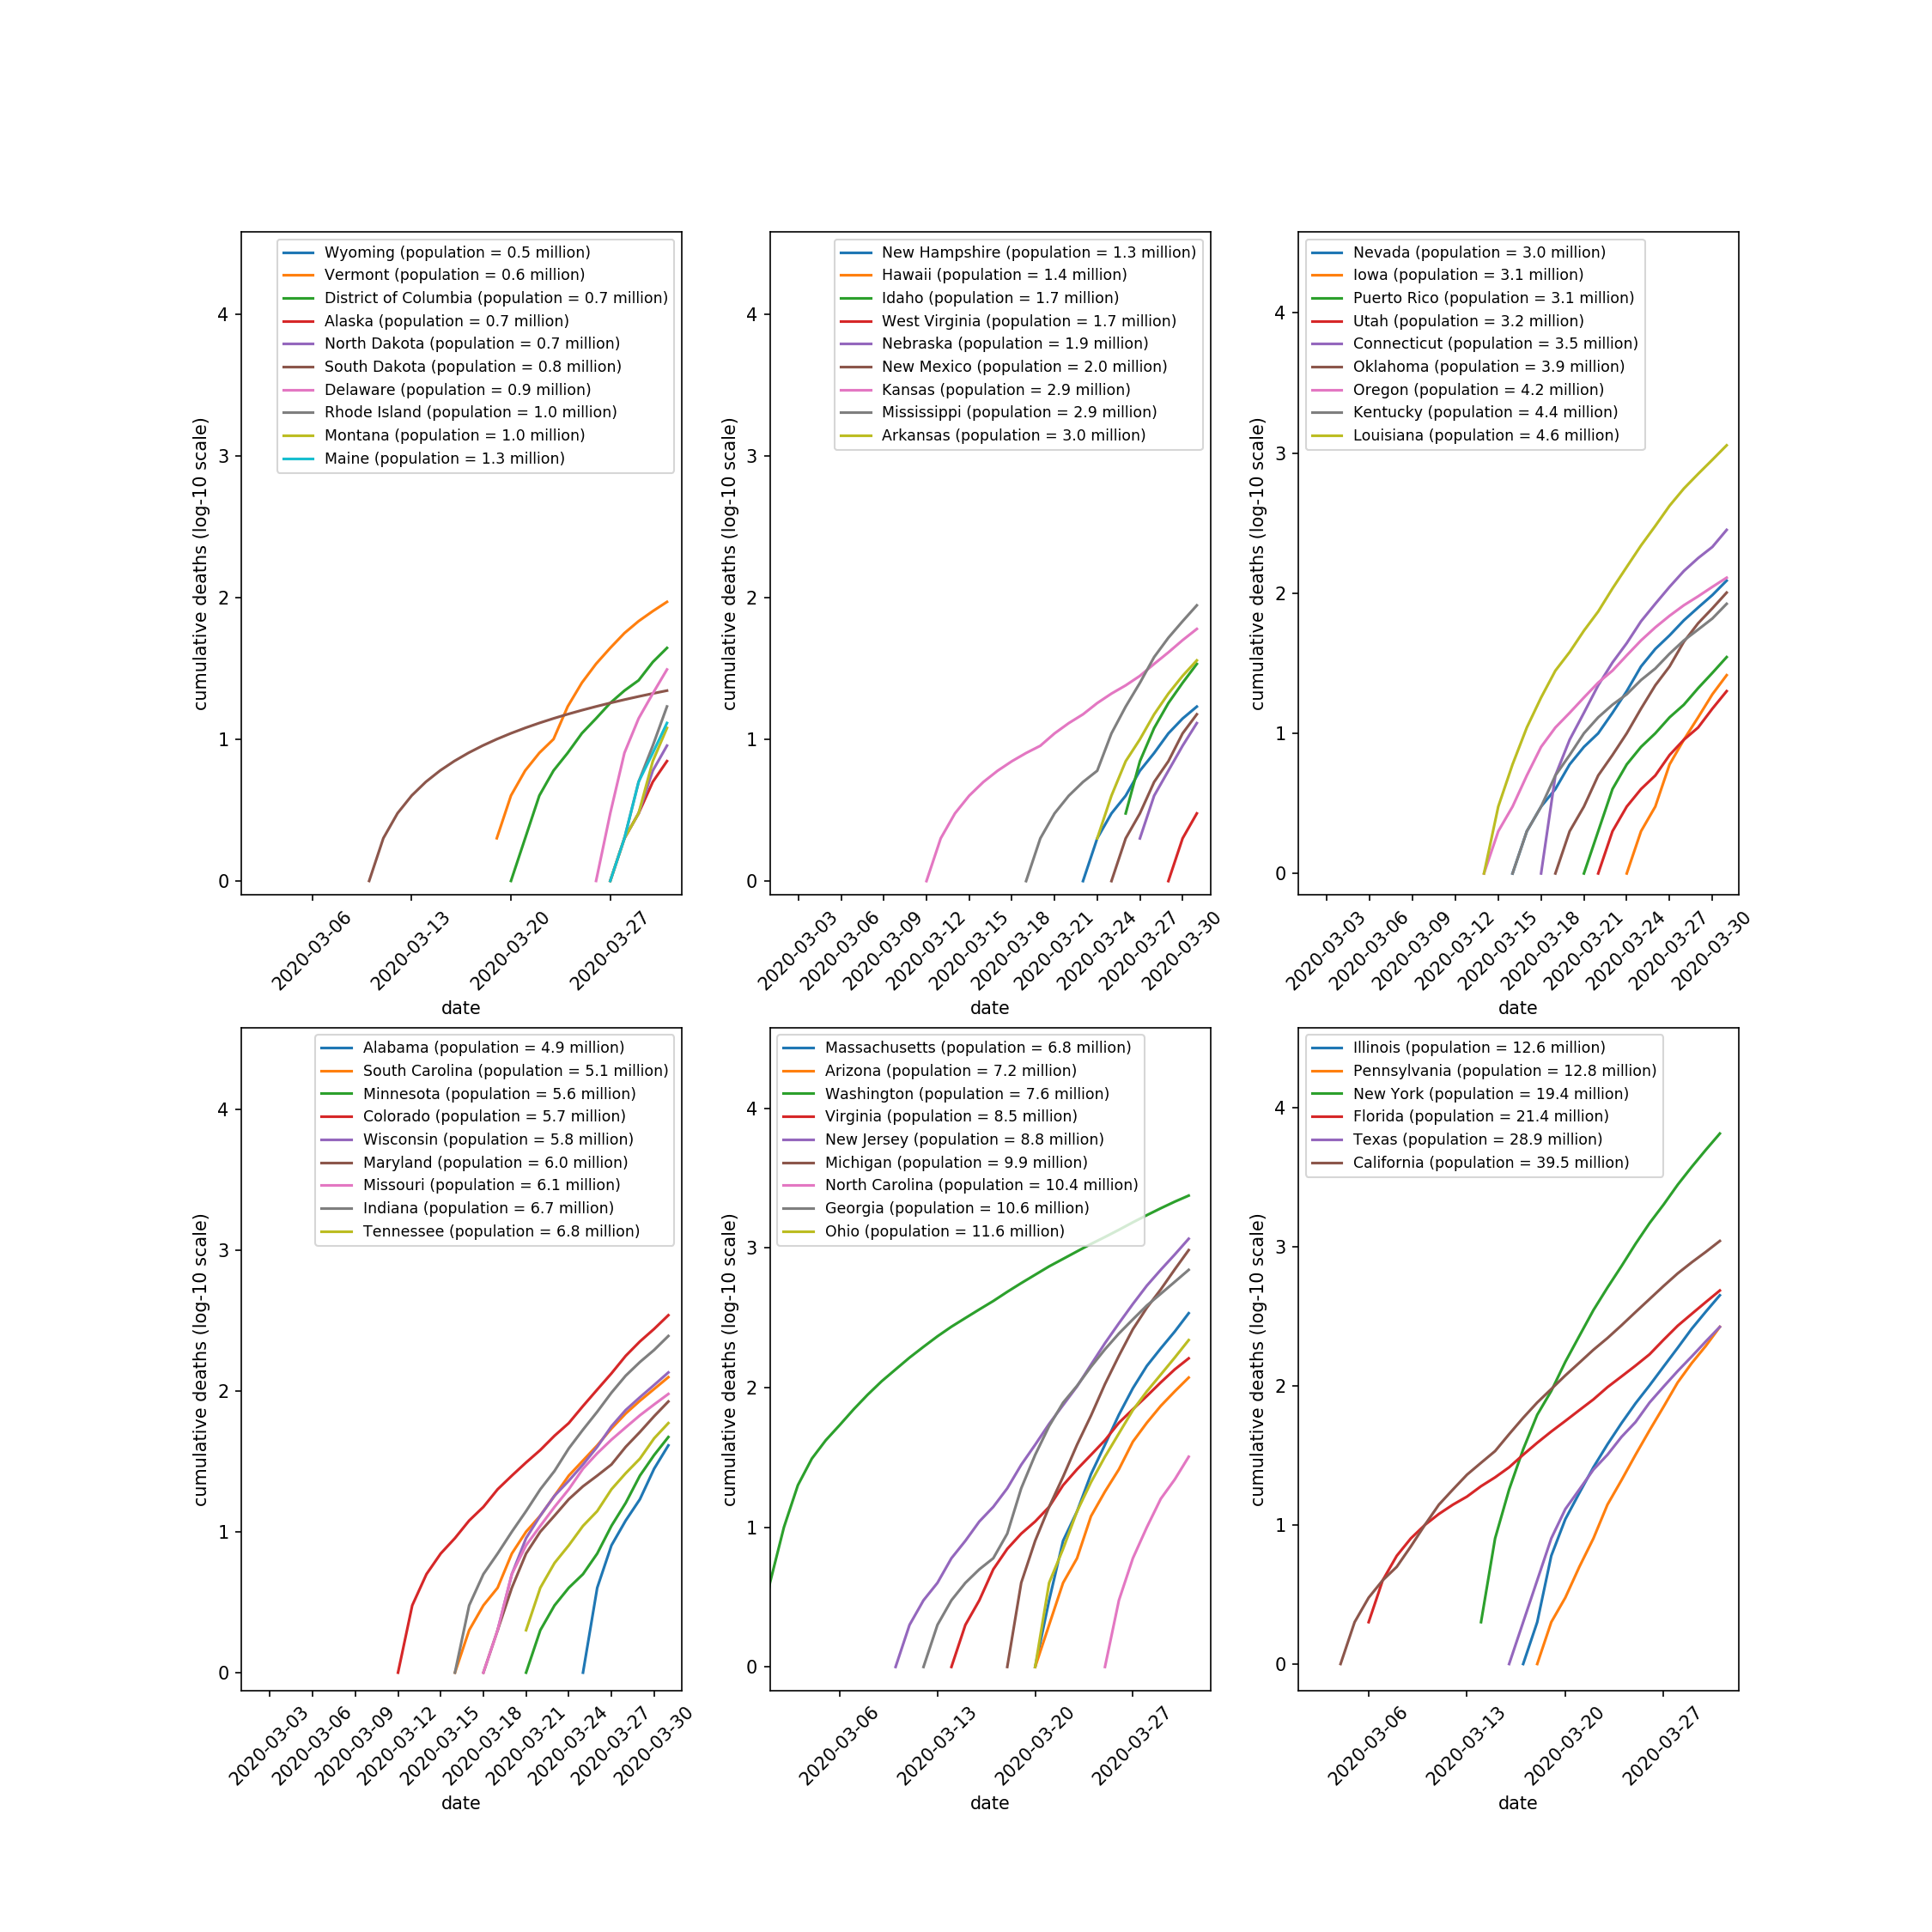 Wyoming (population = 0.5 million)
Vermont (population = 0.6 million)
District of Columbia (population = 0.7 million)
Alaska (population = 0.7 million)
North Dakota (population = 0.7 million)
South Dakota (population = 0.8 million)
Delaware (population = 0.9 million)
Rhode Island (population = 1.0 million)
Montana (population = 1.0 million)
Maine (population = 1.3 million)
4
3
2
1
0
cumulative deaths (log-10 scale)
2020-03-06
2020-03-13
2020-03-20
2020-03-27
date
New Hampshire (population = 1.3 million)
Hawaii (population = 1.4 million)
Idaho (population = 1.7 million)
West Virginia (population = 1.7 million)
Nebraska (population = 1.9 million)
New Mexico (population = 2.0 million)
Kansas (population = 2.9 million)
Mississippi (population = 2.9 million)
Arkansas (population = 3.0 million)
4
3
2
1
0
cumulative deaths (log-10 scale)
2020-03-03
2020-03-06
2020-03-09
2020-03-12
2020-03-15
2020-03-18
2020-03-21
2020-03-24
2020-03-27
2020-03-30
date
Nevada (population = 3.0 million)
Iowa (population = 3.1 million)
Puerto Rico (population = 3.1 million)
Utah (population = 3.2 million)
Connecticut (population = 3.5 million)
Oklahoma (population = 3.9 million)
Oregon (population = 4.2 million)
Kentucky (population = 4.4 million)
Louisiana (population = 4.6 million)
4
3
2
1
0
cumulative deaths (log-10 scale)
2020-03-03
2020-03-06
2020-03-09
2020-03-12
2020-03-15
2020-03-18
2020-03-21
2020-03-24
2020-03-27
2020-03-30
date
Alabama (population = 4.9 million)
South Carolina (population = 5.1 million)
Minnesota (population = 5.6 million)
Colorado (population = 5.7 million)
Wisconsin (population = 5.8 million)
Maryland (population = 6.0 million)
Missouri (population = 6.1 million)
Indiana (population = 6.7 million)
Tennessee (population = 6.8 million)
4
3
2
1
0
cumulative deaths (log-10 scale)
2020-03-03
2020-03-06
2020-03-09
2020-03-12
2020-03-15
2020-03-18
2020-03-21
2020-03-24
2020-03-27
2020-03-30
date
Massachusetts (population = 6.8 million)
Arizona (population = 7.2 million)
Washington (population = 7.6 million)
Virginia (population = 8.5 million)
New Jersey (population = 8.8 million)
Michigan (population = 9.9 million)
North Carolina (population = 10.4 million)
Georgia (population = 10.6 million)
Ohio (population = 11.6 million)
4
3
2
1
0
cumulative deaths (log-10 scale)
2020-03-06
2020-03-13
2020-03-20
2020-03-27
date
Illinois (population = 12.6 million)
Pennsylvania (population = 12.8 million)
New York (population = 19.4 million)
Florida (population = 21.4 million)
Texas (population = 28.9 million)
California (population = 39.5 million)
4
3
2
1
0
cumulative deaths (log-10 scale)
2020-03-06
2020-03-13
2020-03-20
2020-03-27
date